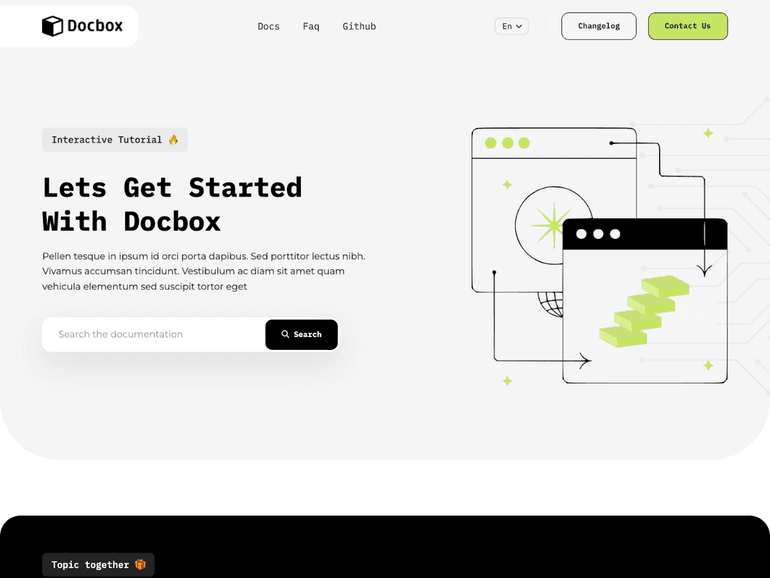 Docbox
Docs
Faq
Github
En
Changelog
Contact Us
Interactive Tutorial 🔥
Lets Get Started
With Docbox
Pellen tesque in ipsum id orci porta dapibus. Sed porttitor lectus nibh.
Vivamus accumsan tincidunt. Vestibulum ac diam sit amet quam
vehicula elementum sed suscipit tortor eget
Search the documentation
Search
Topic together 🎁